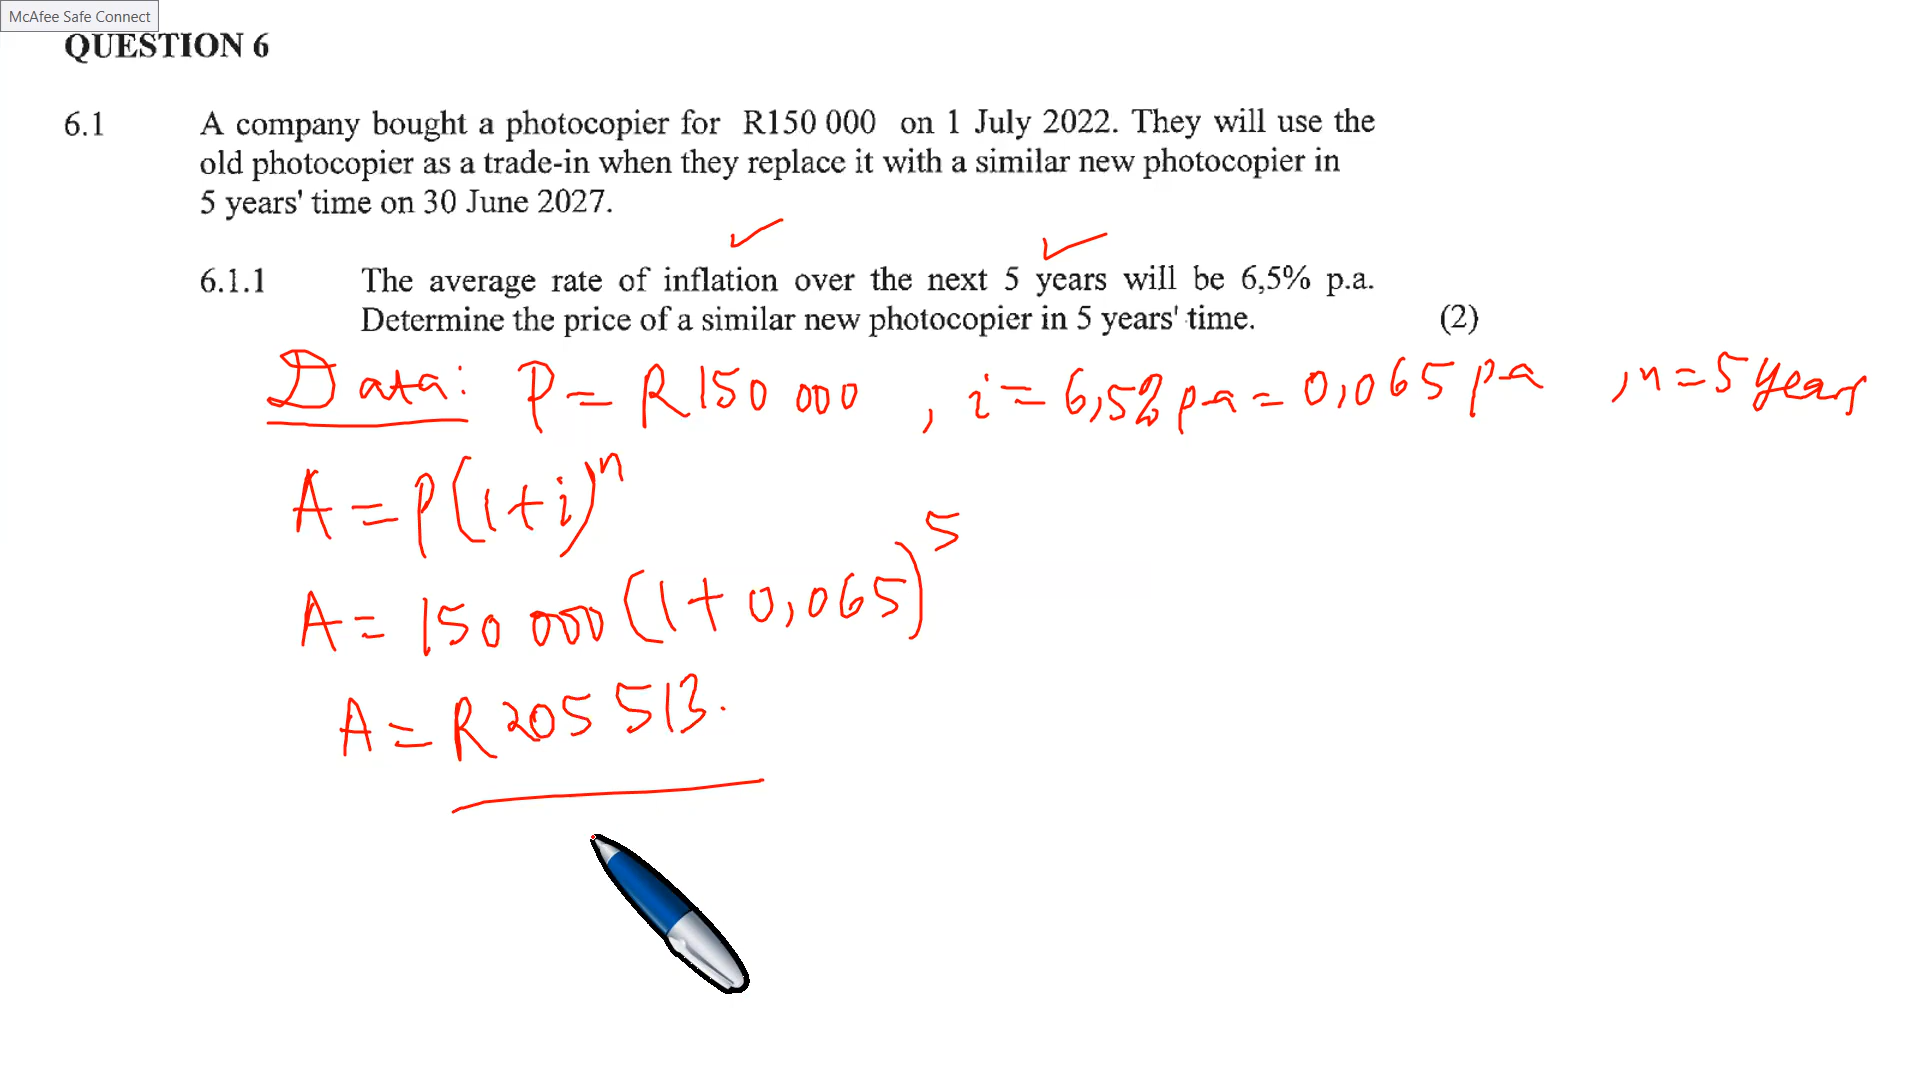 McAfee Safe Connect
QUESTION 6
6.1 A company bought a photocopier for R150 000 on 1 July 2022. They will use the
old photocopier as a trade-in when they replace it with a similar new photocopier in
5 years' time on 30 June 2027.
6.1.1 The average rate of inflation over the next 5 years will be 6,5% p.a.
Determine the price of a similar new photocopier in 5 years' time. (2)
Data: P = R150 000 , i = 6,5% pa = 0,065 pa , n = 5 years
A = P(1+i)^n
A = 150 000 (1 + 0,065)^5
A = R205 513.